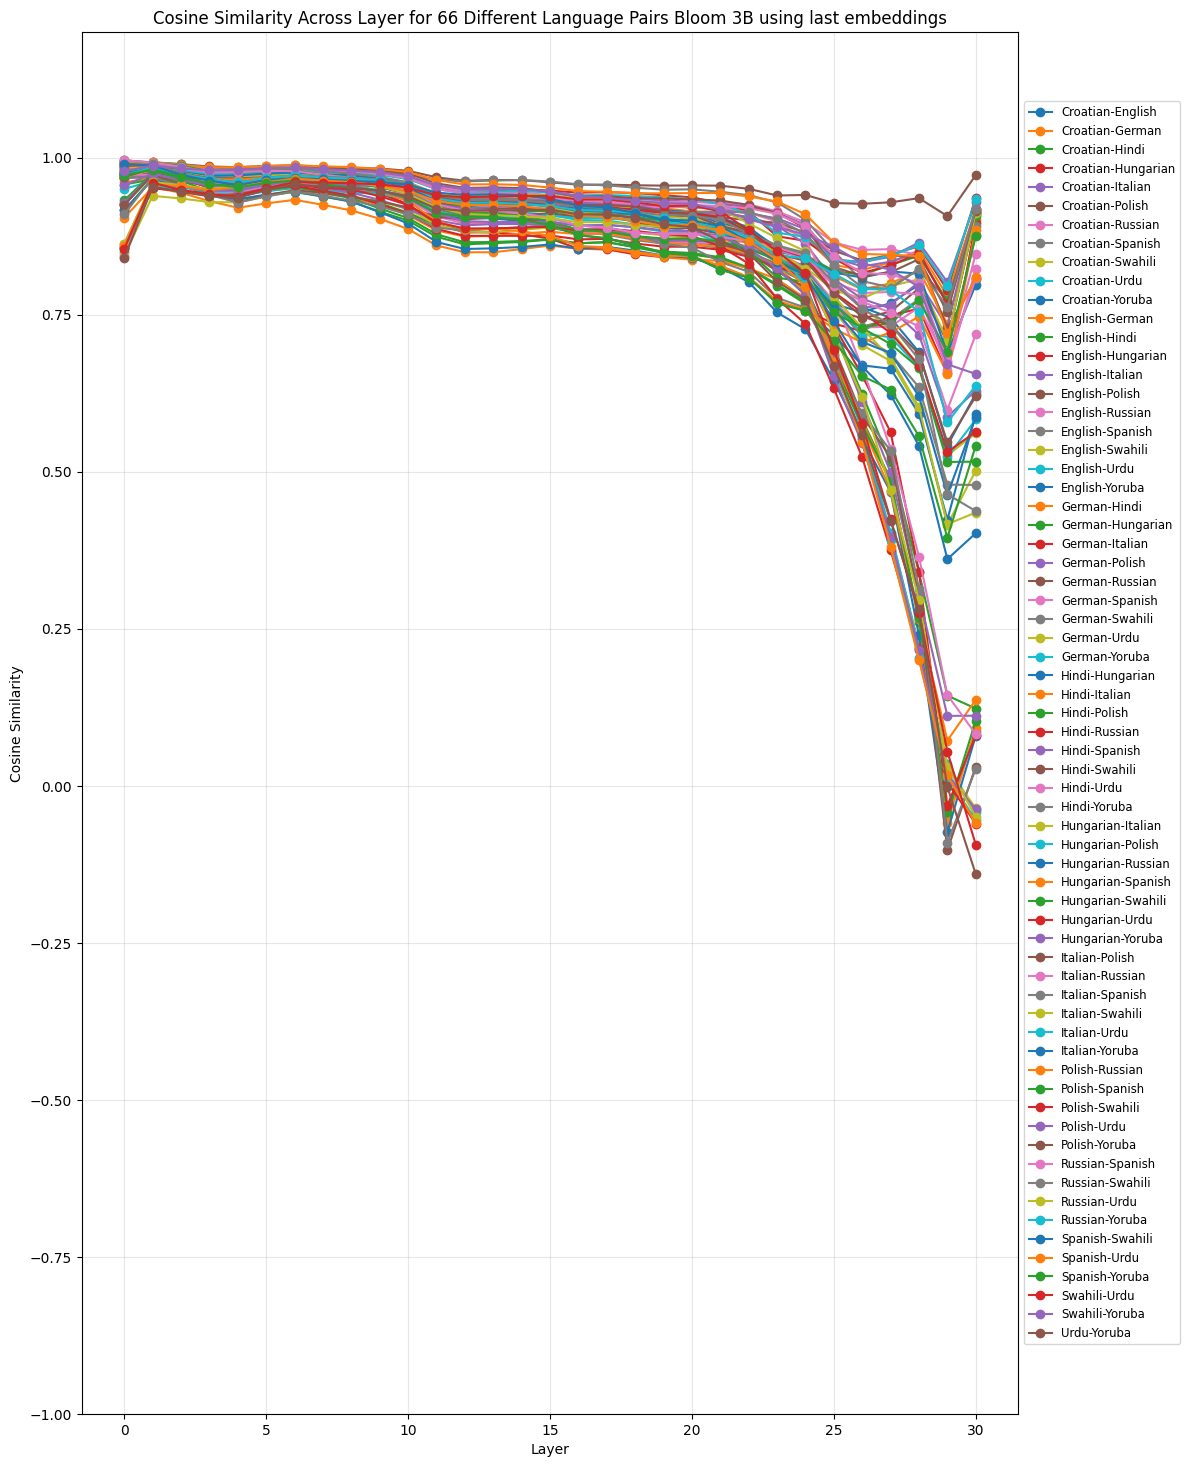 Cosine Similarity Across Layer for 66 Different Language Pairs Bloom 3B using last embeddings
1.00
0.75
0.50
0.25
0.00
−0.25
−0.50
−0.75
−1.00
Cosine Similarity
0 5 10 15 20 25 30
Layer
Croatian-English
Croatian-German
Croatian-Hindi
Croatian-Hungarian
Croatian-Italian
Croatian-Polish
Croatian-Russian
Croatian-Spanish
Croatian-Swahili
Croatian-Urdu
Croatian-Yoruba
English-German
English-Hindi
English-Hungarian
English-Italian
English-Polish
English-Russian
English-Spanish
English-Swahili
English-Urdu
English-Yoruba
German-Hindi
German-Hungarian
German-Italian
German-Polish
German-Russian
German-Spanish
German-Swahili
German-Urdu
German-Yoruba
Hindi-Hungarian
Hindi-Italian
Hindi-Polish
Hindi-Russian
Hindi-Spanish
Hindi-Swahili
Hindi-Urdu
Hindi-Yoruba
Hungarian-Italian
Hungarian-Polish
Hungarian-Russian
Hungarian-Spanish
Hungarian-Swahili
Hungarian-Urdu
Hungarian-Yoruba
Italian-Polish
Italian-Russian
Italian-Spanish
Italian-Swahili
Italian-Urdu
Italian-Yoruba
Polish-Russian
Polish-Spanish
Polish-Swahili
Polish-Urdu
Polish-Yoruba
Russian-Spanish
Russian-Swahili
Russian-Urdu
Russian-Yoruba
Spanish-Swahili
Spanish-Urdu
Spanish-Yoruba
Swahili-Urdu
Swahili-Yoruba
Urdu-Yoruba